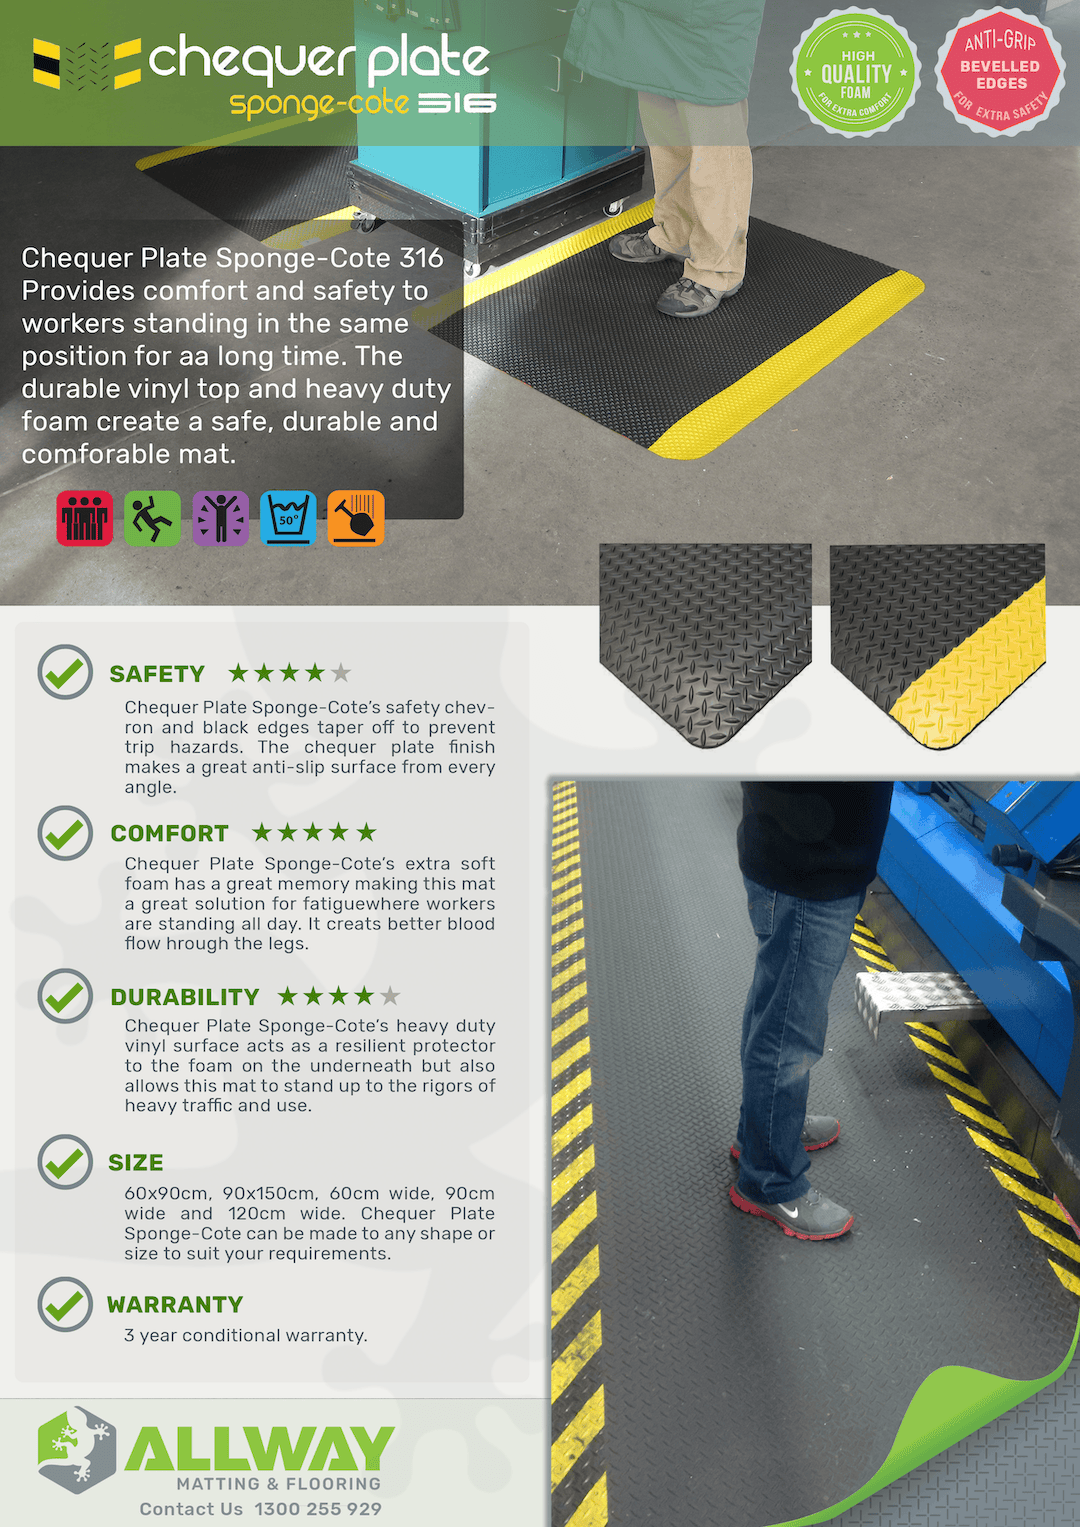 chequer plate
sponge-cote 316
HIGH
QUALITY
FOAM
FOR EXTRA COMFORT
ANTI-GRIP
BEVELLED
EDGES
FOR EXTRA SAFETY
Chequer Plate Sponge-Cote 316
Provides comfort and safety to
workers standing in the same
position for aa long time. The
durable vinyl top and heavy duty
foam create a safe, durable and
comforable mat.
50°
SAFETY
Chequer Plate Sponge-Cote's safety chev-
ron and black edges taper off to prevent
trip hazards. The chequer plate finish
makes a great anti-slip surface from every
angle.
COMFORT
Chequer Plate Sponge-Cote's extra soft
foam has a great memory making this mat
a great solution for fatiguewhere workers
are standing all day. It creats better blood
flow hrough the legs.
DURABILITY
Chequer Plate Sponge-Cote's heavy duty
vinyl surface acts as a resilient protector
to the foam on the underneath but also
allows this mat to stand up to the rigors of
heavy traffic and use.
SIZE
60x90cm, 90x150cm, 60cm wide, 90cm
wide and 120cm wide. Chequer Plate
Sponge-Cote can be made to any shape or
size to suit your requirements.
WARRANTY
3 year conditional warranty.
ALLWAY
MATTING & FLOORING
Contact Us 1300 255 929